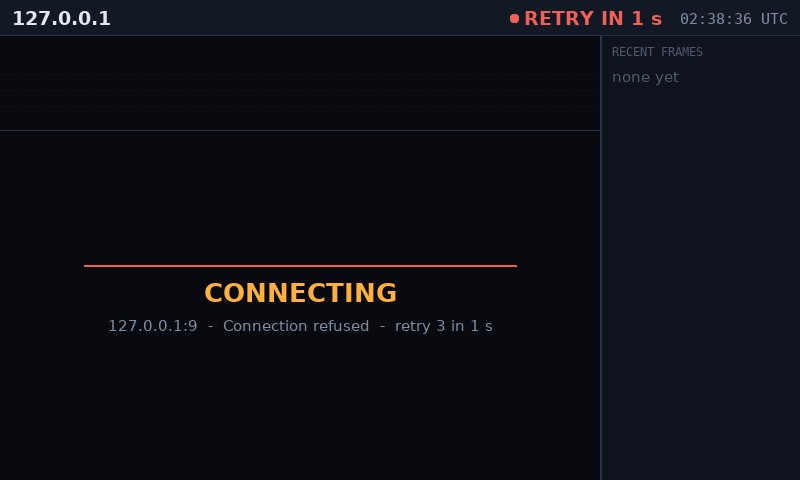 127.0.0.1
RETRY IN 1 s
02:38:36 UTC
RECENT FRAMES
none yet
CONNECTING
127.0.0.1:9 - Connection refused - retry 3 in 1 s